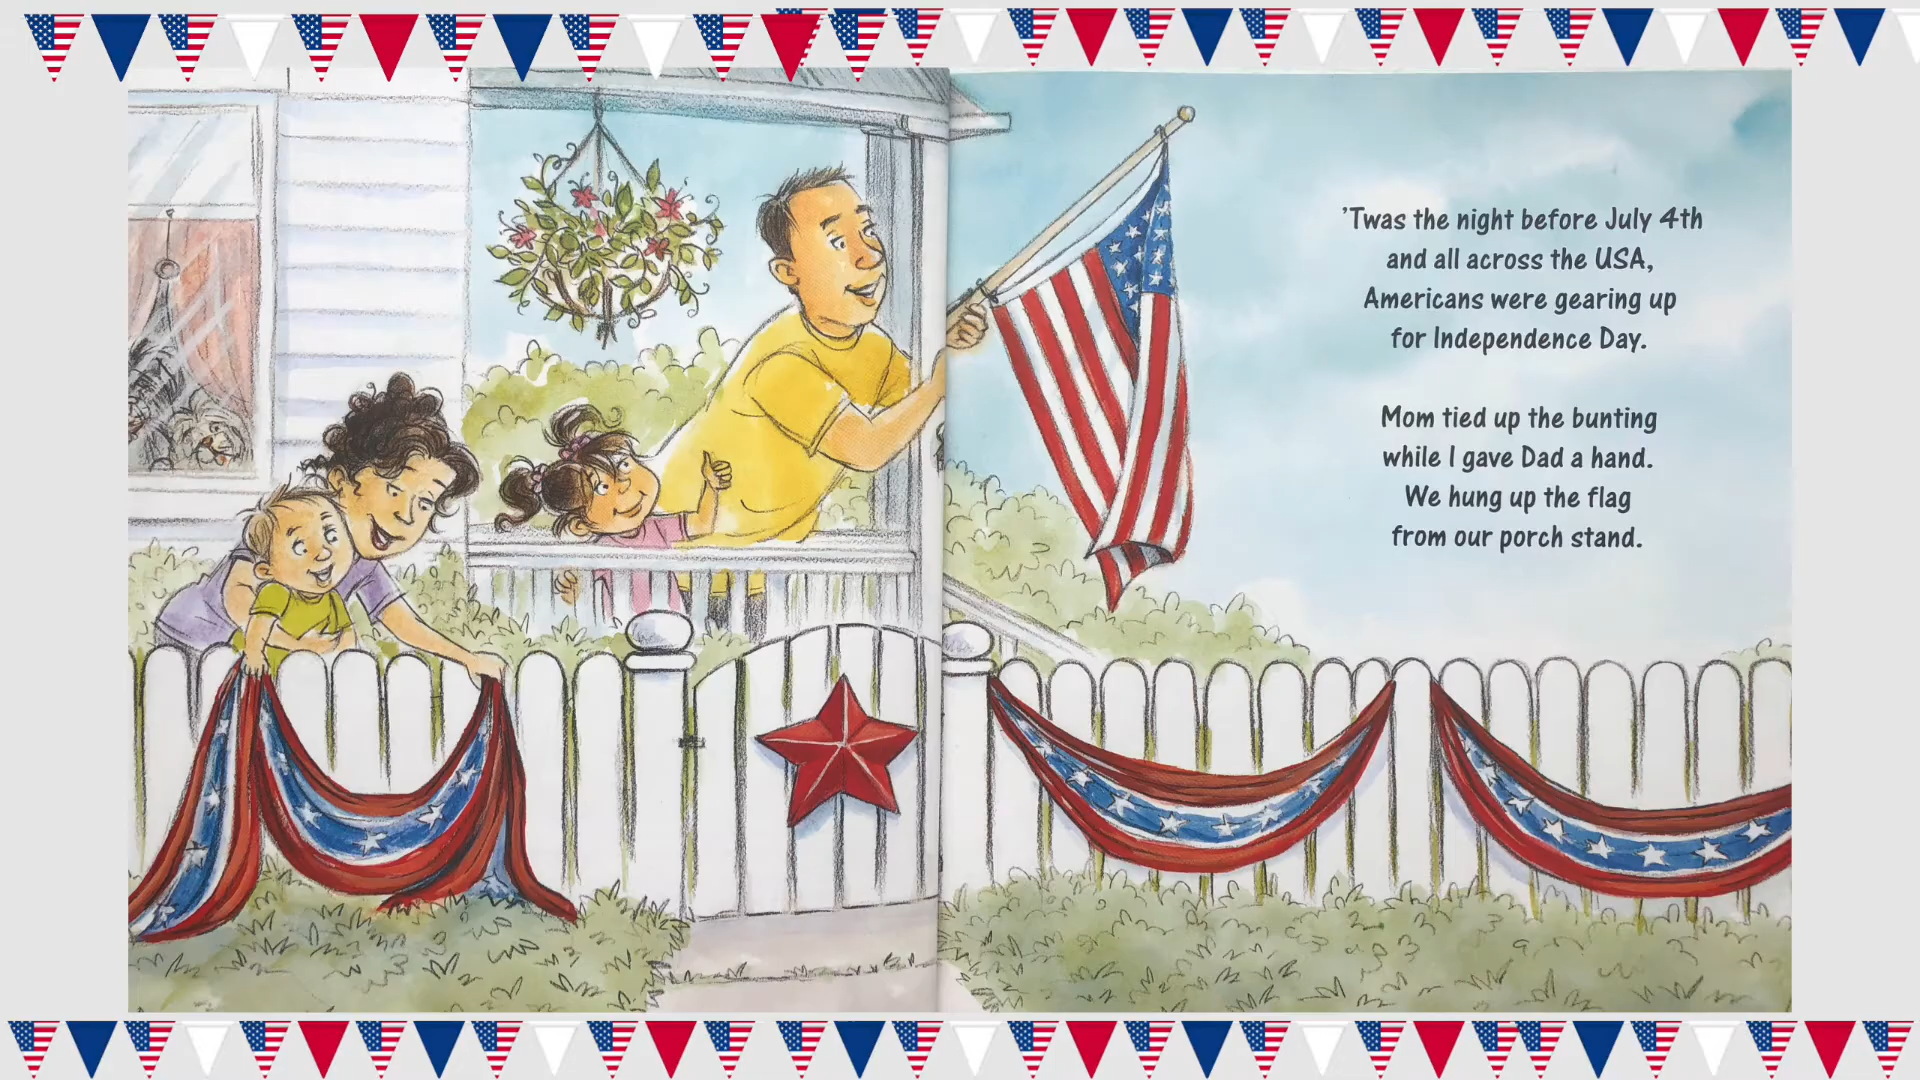 ’Twas the night before July 4th
and all across the USA,
Americans were gearing up
for Independence Day.
Mom tied up the bunting
while I gave Dad a hand.
We hung up the flag
from our porch stand.